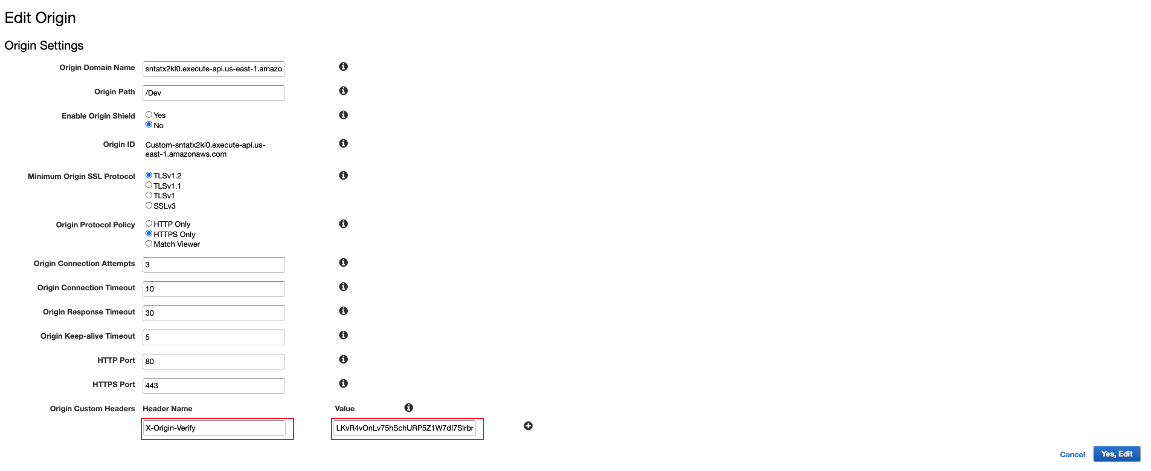 Edit Origin
Origin Settings
Origin Domain Name sntatx2kl0.execute-api.us-east-1.amazo
Origin Path /Dev
Enable Origin Shield Yes
No
Origin ID Custom-sntatx2kl0.execute-api.us-
east-1.amazonaws.com
Minimum Origin SSL Protocol TLSv1.2
TLSv1.1
TLSv1
SSLv3
Origin Protocol Policy HTTP Only
HTTPS Only
Match Viewer
Origin Connection Attempts 3
Origin Connection Timeout 10
Origin Response Timeout 30
Origin Keep-alive Timeout 5
HTTP Port 80
HTTPS Port 443
Origin Custom Headers Header Name Value
X-Origin-Verify
Cancel Yes, Edit